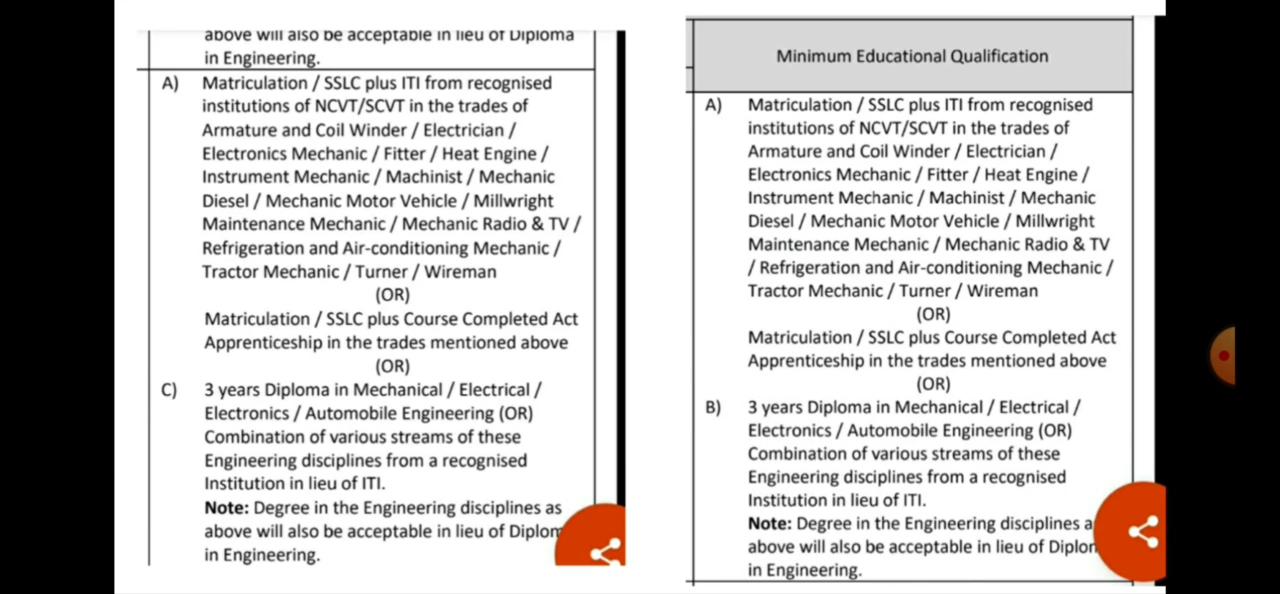 above will also be acceptable in lieu of Diploma
in Engineering.
A) Matriculation / SSLC plus ITI from recognised
institutions of NCVT/SCVT in the trades of
Armature and Coil Winder / Electrician /
Electronics Mechanic / Fitter / Heat Engine /
Instrument Mechanic / Machinist / Mechanic
Diesel / Mechanic Motor Vehicle / Millwright
Maintenance Mechanic / Mechanic Radio & TV /
Refrigeration and Air-conditioning Mechanic /
Tractor Mechanic / Turner / Wireman
(OR)
Matriculation / SSLC plus Course Completed Act
Apprenticeship in the trades mentioned above
(OR)
C) 3 years Diploma in Mechanical / Electrical /
Electronics / Automobile Engineering (OR)
Combination of various streams of these
Engineering disciplines from a recognised
Institution in lieu of ITI.
Note: Degree in the Engineering disciplines as
above will also be acceptable in lieu of Diplom
in Engineering.
Minimum Educational Qualification
A) Matriculation / SSLC plus ITI from recognised
institutions of NCVT/SCVT in the trades of
Armature and Coil Winder / Electrician /
Electronics Mechanic / Fitter / Heat Engine /
Instrument Mechanic / Machinist / Mechanic
Diesel / Mechanic Motor Vehicle / Millwright
Maintenance Mechanic / Mechanic Radio & TV
/ Refrigeration and Air-conditioning Mechanic /
Tractor Mechanic / Turner / Wireman
(OR)
Matriculation / SSLC plus Course Completed Act
Apprenticeship in the trades mentioned above
(OR)
B) 3 years Diploma in Mechanical / Electrical /
Electronics / Automobile Engineering (OR)
Combination of various streams of these
Engineering disciplines from a recognised
Institution in lieu of ITI.
Note: Degree in the Engineering disciplines a
above will also be acceptable in lieu of Diplom
in Engineering.